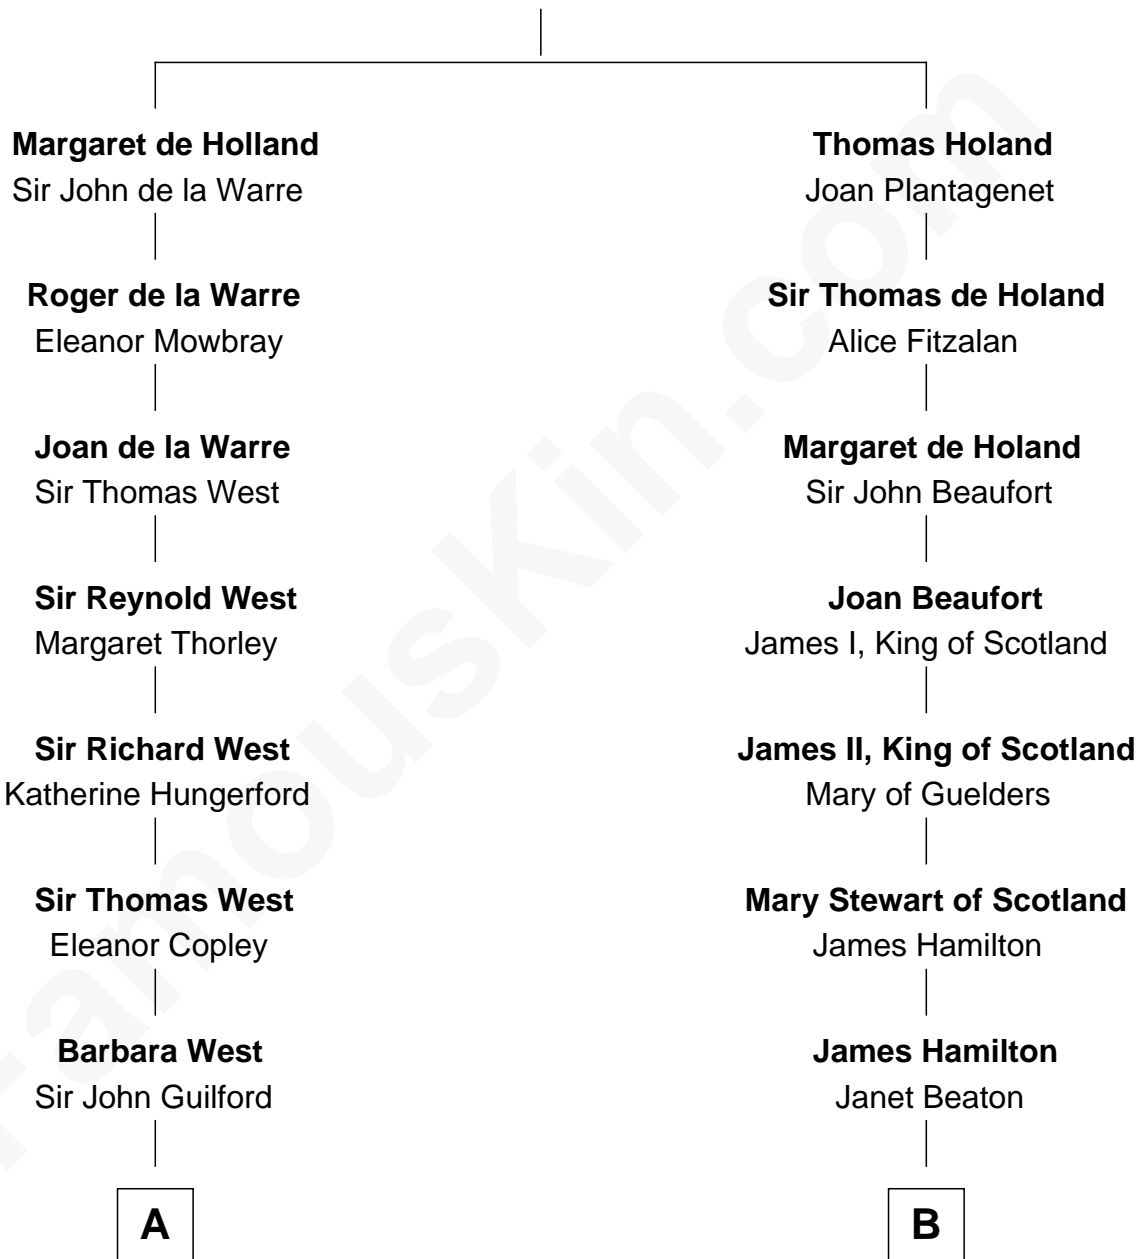 Margaret de Holland
Sir John de la Warre
Thomas Holand
Joan Plantagenet
Roger de la Warre
Eleanor Mowbray
Sir Thomas de Holand
Alice Fitzalan
Joan de la Warre
Sir Thomas West
Margaret de Holand
Sir John Beaufort
Sir Reynold West
Margaret Thorley
Joan Beaufort
James I, King of Scotland
Sir Richard West
Katherine Hungerford
James II, King of Scotland
Mary of Guelders
Sir Thomas West
Eleanor Copley
Mary Stewart of Scotland
James Hamilton
Barbara West
Sir John Guilford
James Hamilton
Janet Beaton
A
B
FamousKin.com